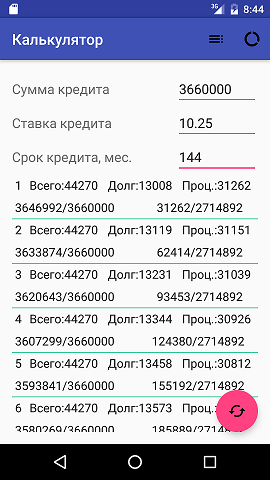 3G 8:44
Калькулятор
Сумма кредита 3660000
Ставка кредита 10.25
Срок кредита, мес. 144
1 Всего:44270 Долг:13008 Проц.:31262
3646992/3660000 31262/2714892
2 Всего:44270 Долг:13119 Проц.:31151
3633874/3660000 62414/2714892
3 Всего:44270 Долг:13231 Проц.:31039
3620643/3660000 93453/2714892
4 Всего:44270 Долг:13344 Проц.:30926
3607299/3660000 124380/2714892
5 Всего:44270 Долг:13458 Проц.:30812
3593841/3660000 155192/2714892
6 Всего:44270 Долг:13573 Проц.:
3580269/3660000 185889/2714892